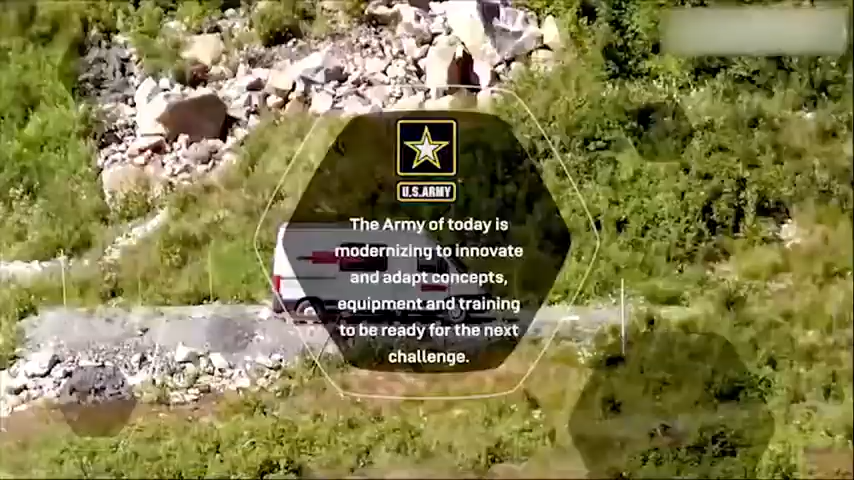 U.S.ARMY
The Army of today is
modernizing to innovate
and adapt concepts,
equipment and training
to be ready for the next
challenge.